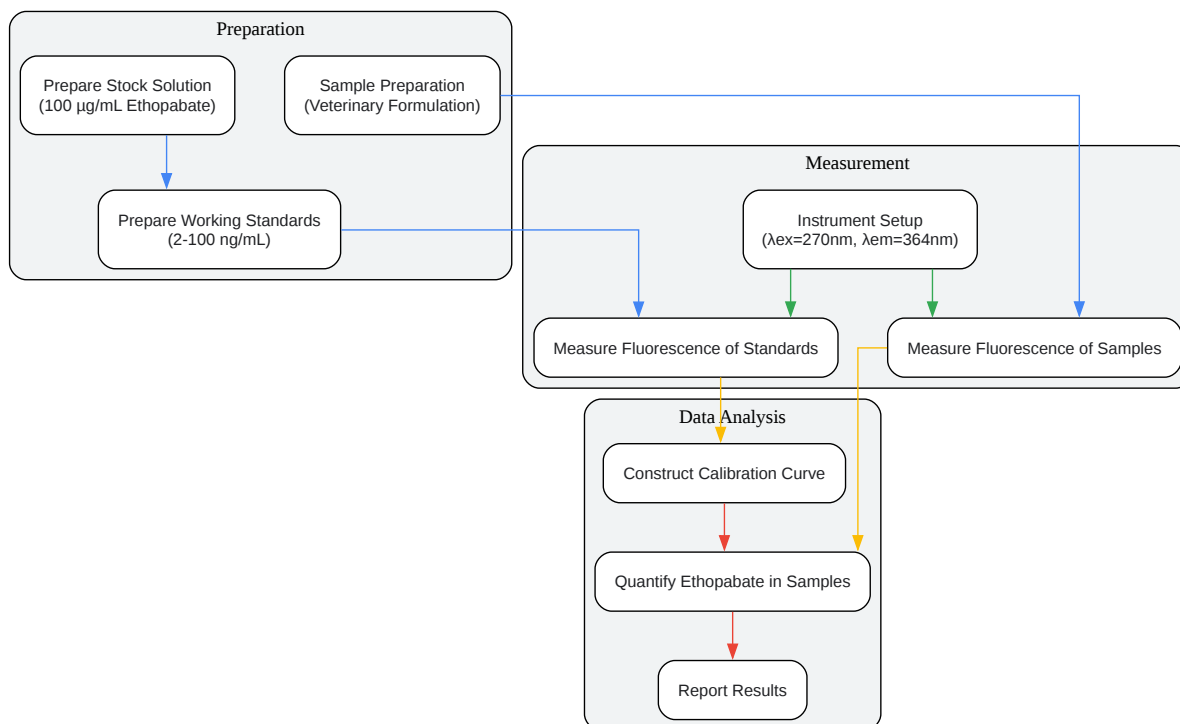 Preparation
Prepare Stock Solution
(100 µg/mL Ethopabate)
Sample Preparation
(Veterinary Formulation)
Prepare Working Standards
(2-100 ng/mL)
Measurement
Instrument Setup
(λex=270nm, λem=364nm)
Measure Fluorescence of Standards
Measure Fluorescence of Samples
Data Analysis
Construct Calibration Curve
Quantify Ethopabate in Samples
Report Results